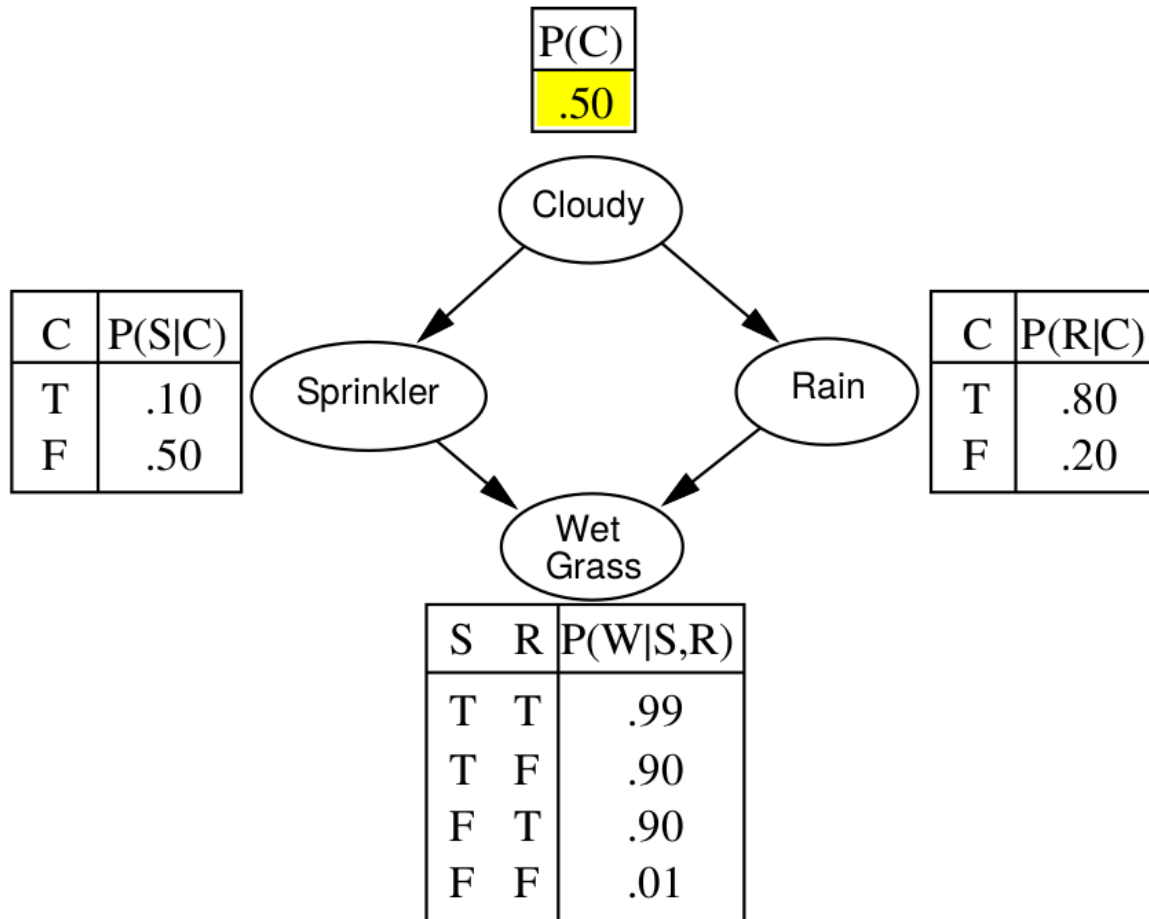 P(C)
.50
Cloudy
C P(S|C)
T .10
F .50
Sprinkler
Rain
C P(R|C)
T .80
F .20
Wet
Grass
S R P(W|S,R)
T T .99
T F .90
F T .90
F F .01